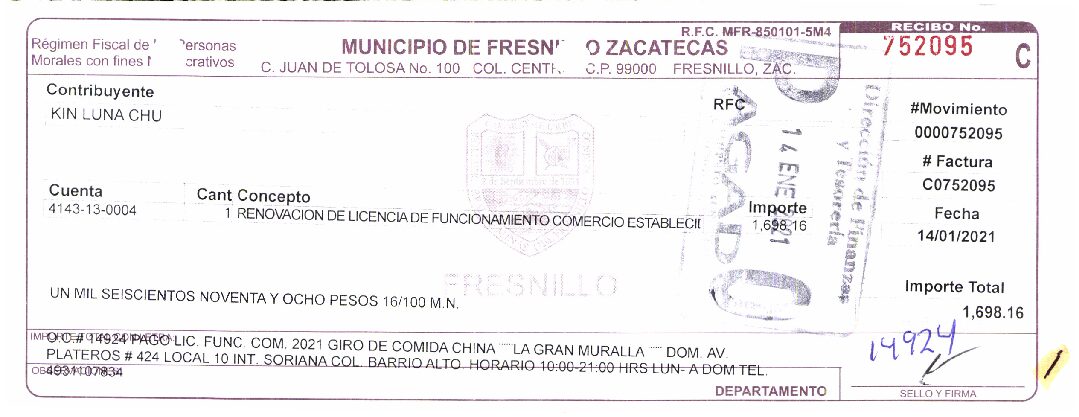 Régimen Fiscal de Personas
Morales con fines crativos
MUNICIPIO DE FRESNILLO ZACATECAS
C. JUAN DE TOLOSA No. 100 COL. CENTR C.P. 99000 FRESNILLO, ZAC.
R.F.C. MFR-850101-5M4
RECIBO No.
752095
C
Contribuyente
KIN LUNA CHU
RFC
#Movimiento
0000752095
# Factura
C0752095
Fecha
14/01/2021
Cuenta
4143-13-0004
Cant Concepto
1 RENOVACION DE LICENCIA DE FUNCIONAMIENTO COMERCIO ESTABLECI
Importe
1,698.16
PAGADO
14 ENE 2021
Dirección de Finanzas
y Tesorería
FRESNILLO
UN MIL SEISCIENTOS NOVENTA Y OCHO PESOS 16/100 M.N.
Importe Total
1,698.16
O.C.# 14924 PAGO LIC. FUNC. COM. 2021 GIRO DE COMIDA CHINA "LA GRAN MURALLA" DOM. AV.
PLATEROS # 424 LOCAL 10 INT. SORIANA COL. BARRIO ALTO. HORARIO 10:00-21:00 HRS LUN- A DOM TEL.
4931107834
14924
DEPARTAMENTO
SELLO Y FIRMA